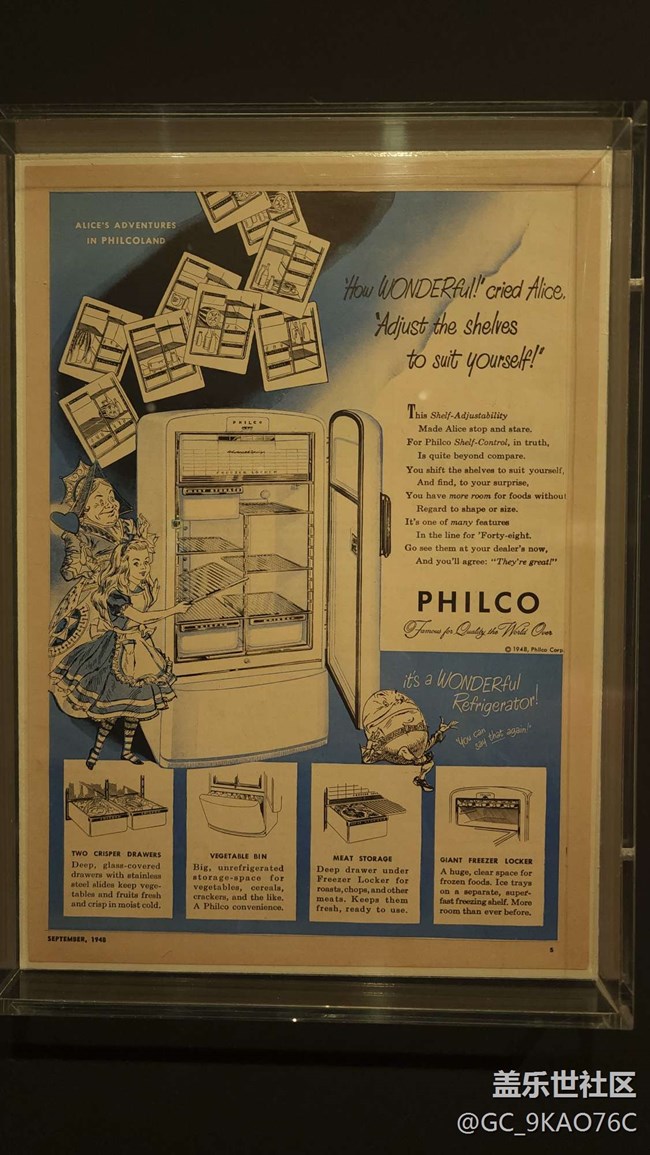 ALICE'S ADVENTURES
IN PHILCOLAND
'How WONDERful!' cried Alice.
"Adjust the shelves
to suit yourself!"
This Shelf-Adjustability
Made Alice stop and stare.
For Philco Shelf-Control, in truth,
Is quite beyond compare.
You shift the shelves to suit yourself,
And find, to your surprise,
You have more room for foods without
Regard to shape or size.
It's one of many features
In the line for 'Forty-eight.
Go see them at your dealer's now,
And you'll agree: "They're great!"
PHILCO
Famous for Quality the World Over
© 1948, Philco Corp.
PHILCO
it's a WONDERful
Refrigerator!
"You can
say that again!"
TWO CRISPER DRAWERS
Deep, glass-covered
drawers with stainless
steel slides keep vege-
tables and fruits fresh
and crisp in moist cold.
VEGETABLE BIN
Big, unrefrigerated
storage-space for
vegetables, cereals,
crackers, and the like.
A Philco convenience.
MEAT STORAGE
Deep drawer under
Freezer Locker for
roasts, chops, and other
meats. Keeps them
fresh, ready to use.
GIANT FREEZER LOCKER
A huge, clear space for
frozen foods. Ice trays
on a separate, super-
fast freezing shelf. More
room than ever before.
SEPTEMBER, 1948
5
盖乐世社区
@GC_9KAO76C